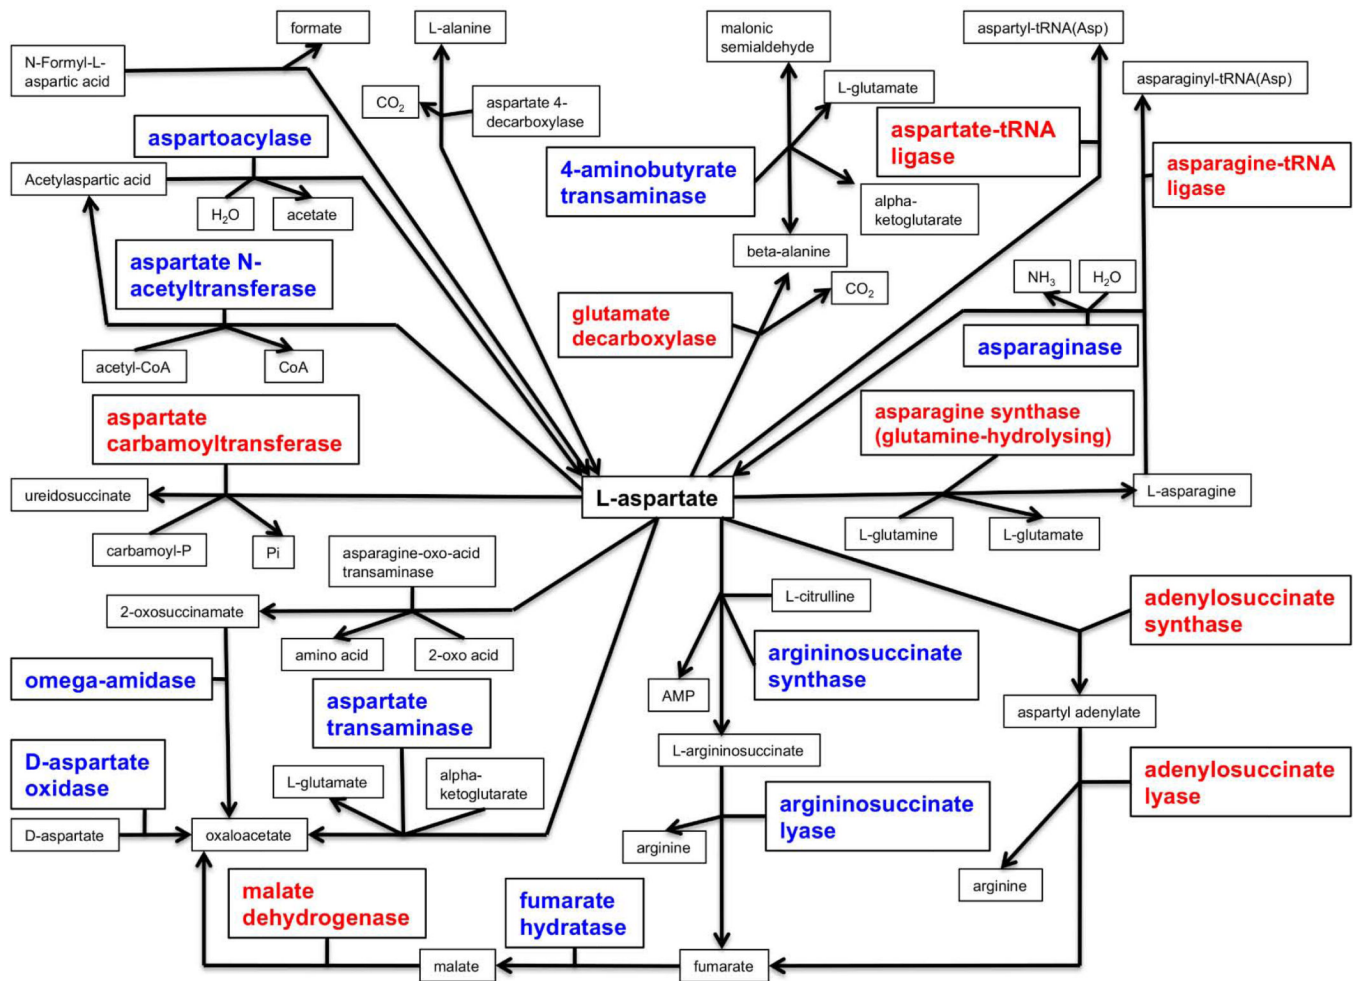 formate
L-alanine
malonic
semialdehyde
aspartyl-tRNA(Asp)
N-Formyl-L-
aspartic acid
asparaginyl-tRNA(Asp)
CO2
aspartate 4-
decarboxylase
L-glutamate
aspartoacylase
aspartate-tRNA
ligase
4-aminobutyrate
transaminase
asparagine-tRNA
ligase
Acetylaspartic acid
H2O
acetate
alpha-
ketoglutarate
beta-alanine
aspartate N-
acetyltransferase
CO2
NH3
H2O
glutamate
decarboxylase
asparaginase
acetyl-CoA
CoA
aspartate
carbamoyltransferase
asparagine synthase
(glutamine-hydrolysing)
ureidosuccinate
L-aspartate
L-asparagine
carbamoyl-P
Pi
L-glutamine
L-glutamate
asparagine-oxo-acid
transaminase
2-oxosuccinamate
L-citrulline
adenylosuccinate
synthase
amino acid
2-oxo acid
argininosuccinate
synthase
omega-amidase
aspartate
transaminase
AMP
aspartyl adenylate
L-argininosuccinate
D-aspartate
oxidase
L-glutamate
alpha-
ketoglutarate
argininosuccinate
lyase
adenylosuccinate
lyase
D-aspartate
oxaloacetate
arginine
arginine
malate
dehydrogenase
fumarate
hydratase
malate
fumarate